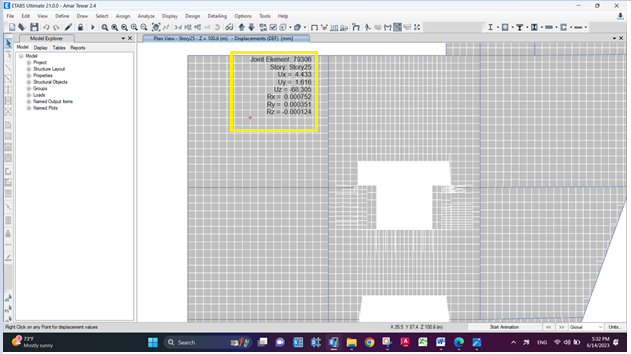 ETABS Ultimate 21.0.0 - Amar Tewar 2.4
File Edit View Define Draw Select Assign Analyze Display Design Detailing Options Tools Help
Model Explorer
Plan View - Story25 - Z = 100.6 (m) - Displacements (DEF) [mm]
Model Display Tables Reports
Model
Project
Structure Layout
Properties
Structural Objects
Groups
Loads
Named Output Items
Named Plots
Joint Element: 79306
Story: Story25
Ux = 4.433
Uy = 1.616
Uz = -68.305
Rx = 0.000752
Ry = 0.000351
Rz = -0.000124
Right Click on any Point for displacement values
X 35.5 Y 87.4 Z 100.6 (m)
Start Animation
<<
>>
Global
Units...
73°F
Mostly sunny
Search
ENG
5:32 PM
6/14/2023